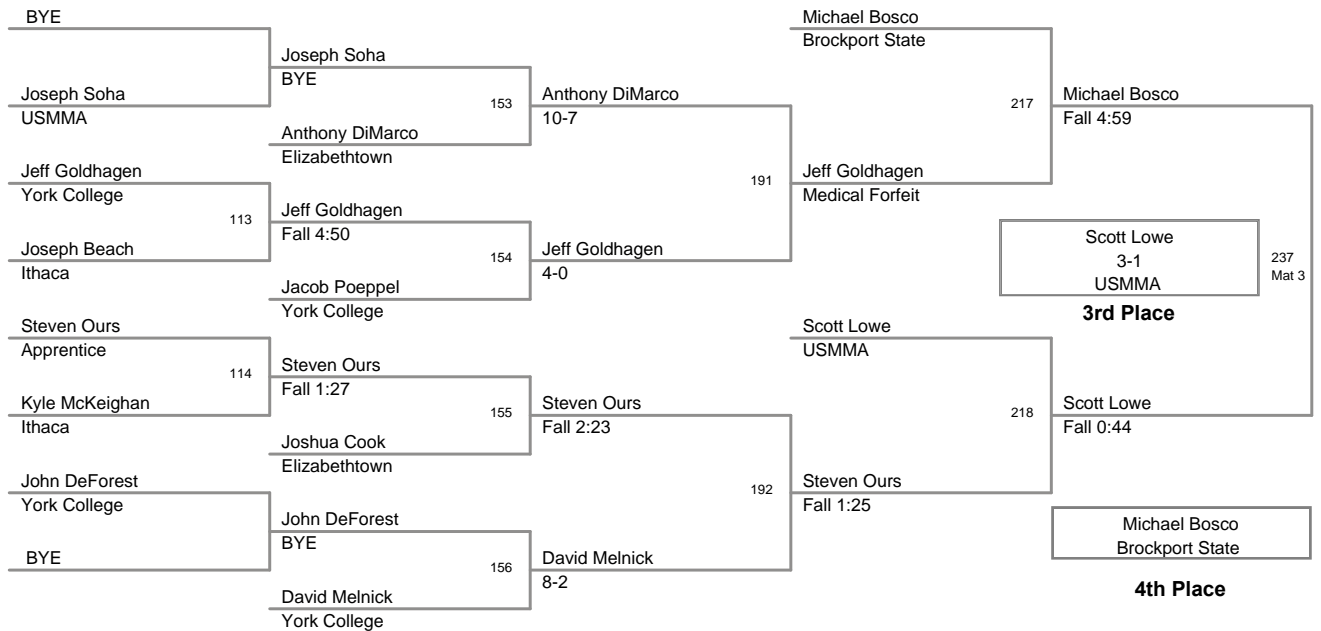 BYE
Michael Bosco
Brockport State
Joseph Soha
BYE
Joseph Soha
USMMA
153
Anthony DiMarco
10-7
217
Michael Bosco
Fall 4:59
Anthony DiMarco
Elizabethtown
Jeff Goldhagen
York College
191
Jeff Goldhagen
Medical Forfeit
113
Jeff Goldhagen
Fall 4:50
Joseph Beach
Ithaca
154
Jeff Goldhagen
4-0
Scott Lowe
3-1
USMMA
237
Mat 3
3rd Place
Jacob Poeppel
York College
Steven Ours
Apprentice
Scott Lowe
USMMA
114
Steven Ours
Fall 1:27
Kyle McKeighan
Ithaca
155
Steven Ours
Fall 2:23
218
Scott Lowe
Fall 0:44
Joshua Cook
Elizabethtown
John DeForest
York College
192
Steven Ours
Fall 1:25
John DeForest
BYE
Michael Bosco
Brockport State
4th Place
BYE
156
David Melnick
8-2
David Melnick
York College